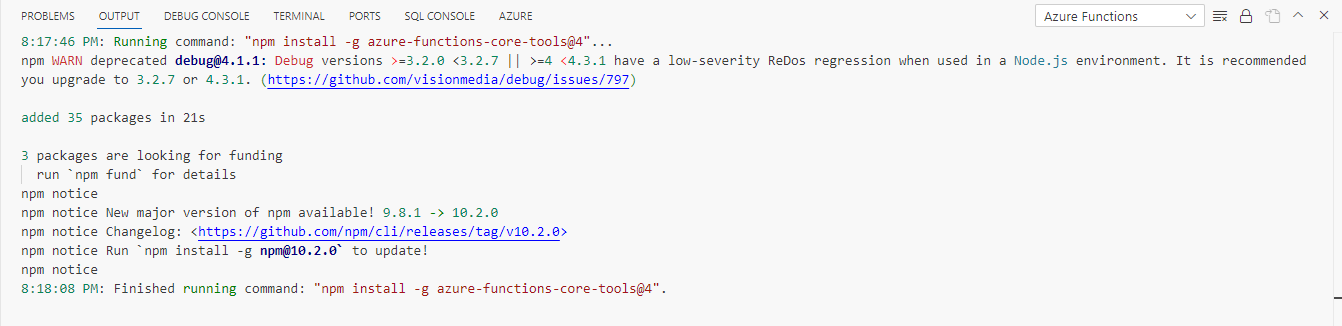 PROBLEMS OUTPUT DEBUG CONSOLE TERMINAL PORTS SQL CONSOLE AZURE Azure Functions
8:17:46 PM: Running command: "npm install -g azure-functions-core-tools@4"...
npm WARN deprecated debug@4.1.1: Debug versions >=3.2.0 <3.2.7 || >=4 <4.3.1 have a low-severity ReDos regression when used in a Node.js environment. It is recommended
you upgrade to 3.2.7 or 4.3.1. (https://github.com/visionmedia/debug/issues/797)
added 35 packages in 21s
3 packages are looking for funding
run `npm fund` for details
npm notice
npm notice New major version of npm available! 9.8.1 -> 10.2.0
npm notice Changelog: <https://github.com/npm/cli/releases/tag/v10.2.0>
npm notice Run `npm install -g npm@10.2.0` to update!
npm notice
8:18:08 PM: Finished running command: "npm install -g azure-functions-core-tools@4".